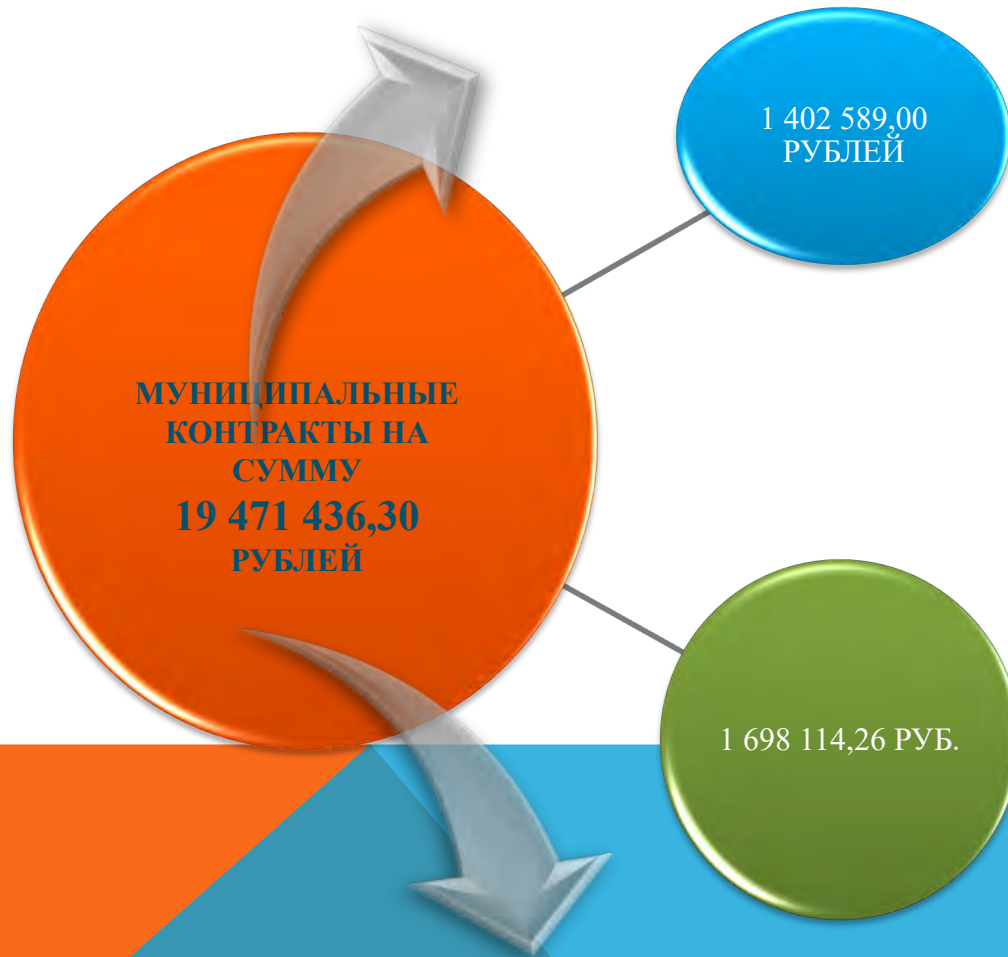 1 402 589,00
РУБЛЕЙ
МУНИЦИПАЛЬНЫЕ
КОНТРАКТЫ НА
СУММУ
19 471 436,30
РУБЛЕЙ
1 698 114,26 РУБ.